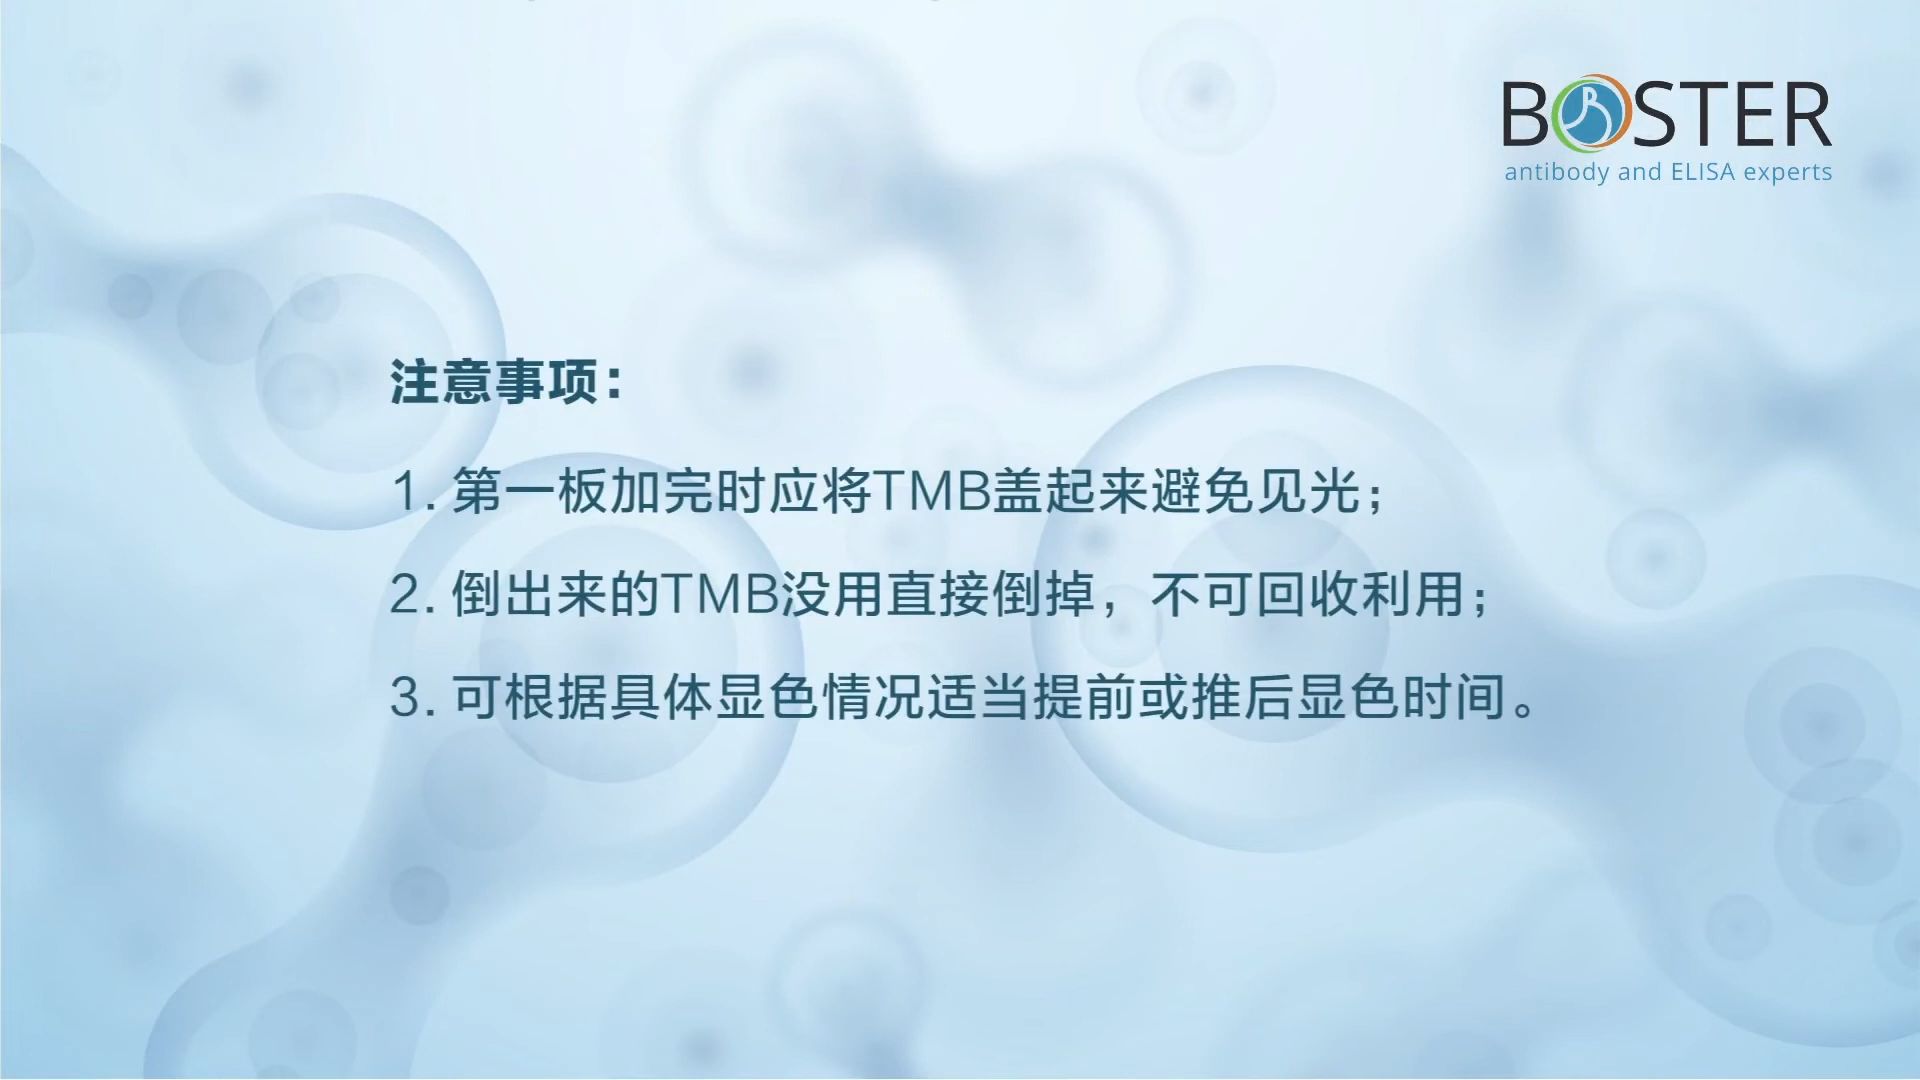 BOSTER
antibody and ELISA experts
注意事项：
1. 第一板加完时应将TMB盖起来避免见光；
2. 倒出来的TMB没用直接倒掉，不可回收利用；
3. 可根据具体显色情况适当提前或推后显色时间。